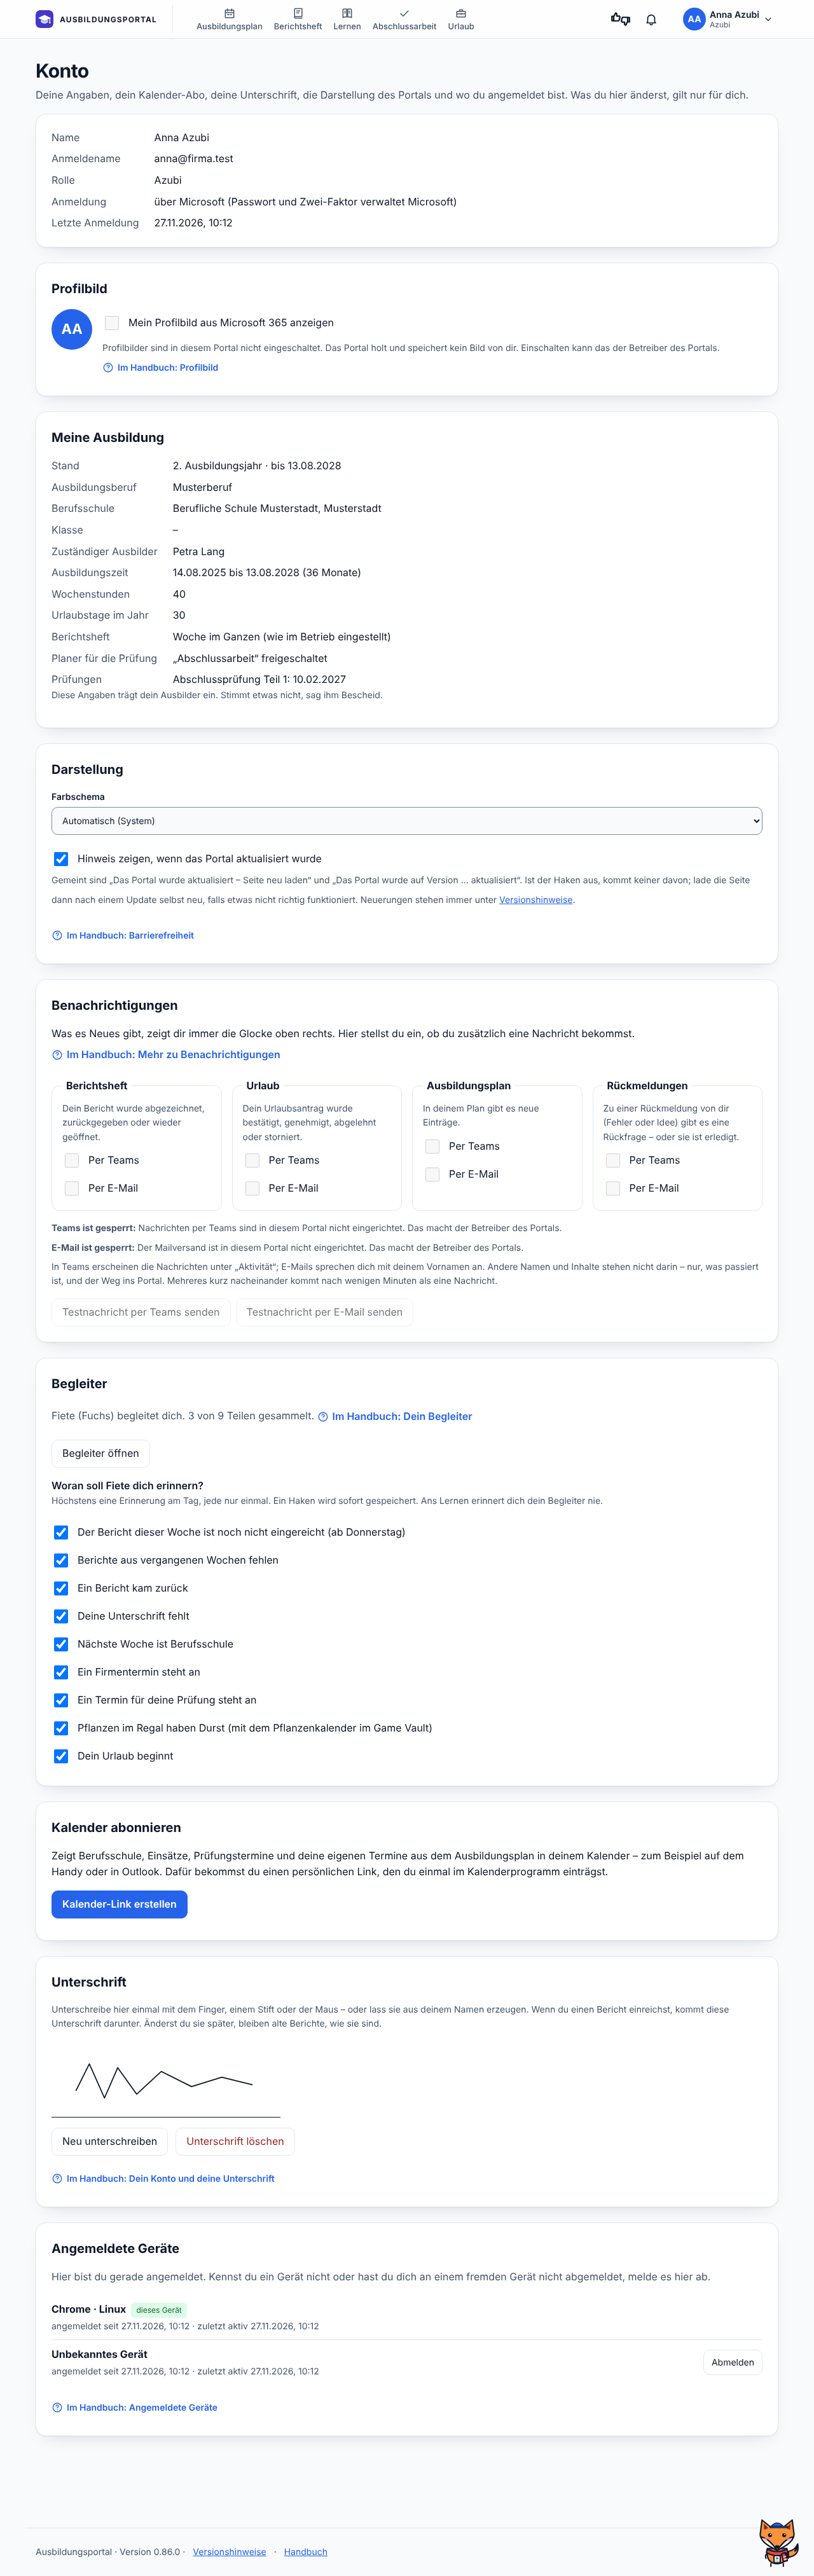 AUSBILDUNGSPORTAL
Ausbildungsplan
Berichtsheft
Lernen
Abschlussarbeit
Urlaub
AA
Anna Azubi
Azubi
Konto
Deine Angaben, dein Kalender-Abo, deine Unterschrift, die Darstellung des Portals und wo du angemeldet bist. Was du hier änderst, gilt nur für dich.
Name Anna Azubi
Anmeldename anna@firma.test
Rolle Azubi
Anmeldung über Microsoft (Passwort und Zwei-Faktor verwaltet Microsoft)
Letzte Anmeldung 27.11.2026, 10:12
Profilbild
AA
Mein Profilbild aus Microsoft 365 anzeigen
Profilbilder sind in diesem Portal nicht eingeschaltet. Das Portal holt und speichert kein Bild von dir. Einschalten kann das der Betreiber des Portals.
Im Handbuch: Profilbild
Meine Ausbildung
Stand 2. Ausbildungsjahr · bis 13.08.2028
Ausbildungsberuf Musterberuf
Berufsschule Berufliche Schule Musterstadt, Musterstadt
Klasse –
Zuständiger Ausbilder Petra Lang
Ausbildungszeit 14.08.2025 bis 13.08.2028 (36 Monate)
Wochenstunden 40
Urlaubstage im Jahr 30
Berichtsheft Woche im Ganzen (wie im Betrieb eingestellt)
Planer für die Prüfung „Abschlussarbeit“ freigeschaltet
Prüfungen Abschlussprüfung Teil 1: 10.02.2027
Diese Angaben trägt dein Ausbilder ein. Stimmt etwas nicht, sag ihm Bescheid.
Darstellung
Farbschema
Automatisch (System)
Hinweis zeigen, wenn das Portal aktualisiert wurde
Gemeint sind „Das Portal wurde aktualisiert – Seite neu laden“ und „Das Portal wurde auf Version … aktualisiert“. Ist der Haken aus, kommt keiner davon; lade die Seite
dann nach einem Update selbst neu, falls etwas nicht richtig funktioniert. Neuerungen stehen immer unter Versionshinweise.
Im Handbuch: Barrierefreiheit
Benachrichtigungen
Was es Neues gibt, zeigt dir immer die Glocke oben rechts. Hier stellst du ein, ob du zusätzlich eine Nachricht bekommst.
Im Handbuch: Mehr zu Benachrichtigungen
Berichtsheft
Dein Bericht wurde abgezeichnet,
zurückgegeben oder wieder
geöffnet.
Per Teams
Per E-Mail
Urlaub
Dein Urlaubsantrag wurde
bestätigt, genehmigt, abgelehnt
oder storniert.
Per Teams
Per E-Mail
Ausbildungsplan
In deinem Plan gibt es neue
Einträge.
Per Teams
Per E-Mail
Rückmeldungen
Zu einer Rückmeldung von dir
(Fehler oder Idee) gibt es eine
Rückfrage – oder sie ist erledigt.
Per Teams
Per E-Mail
Teams ist gesperrt: Nachrichten per Teams sind in diesem Portal nicht eingerichtet. Das macht der Betreiber des Portals.
E-Mail ist gesperrt: Der Mailversand ist in diesem Portal nicht eingerichtet. Das macht der Betreiber des Portals.
In Teams erscheinen die Nachrichten unter „Aktivität“; E-Mails sprechen dich mit deinem Vornamen an. Andere Namen und Inhalte stehen nicht darin – nur, was passiert
ist, und der Weg ins Portal. Mehreres kurz nacheinander kommt nach wenigen Minuten als eine Nachricht.
Testnachricht per Teams senden
Testnachricht per E-Mail senden
Begleiter
Fiete (Fuchs) begleitet dich. 3 von 9 Teilen gesammelt. Im Handbuch: Dein Begleiter
Begleiter öffnen
Woran soll Fiete dich erinnern?
Höchstens eine Erinnerung am Tag, jede nur einmal. Ein Haken wird sofort gespeichert. Ans Lernen erinnert dich dein Begleiter nie.
Der Bericht dieser Woche ist noch nicht eingereicht (ab Donnerstag)
Berichte aus vergangenen Wochen fehlen
Ein Bericht kam zurück
Deine Unterschrift fehlt
Nächste Woche ist Berufsschule
Ein Firmentermin steht an
Ein Termin für deine Prüfung steht an
Pflanzen im Regal haben Durst (mit dem Pflanzenkalender im Game Vault)
Dein Urlaub beginnt
Kalender abonnieren
Zeigt Berufsschule, Einsätze, Prüfungstermine und deine eigenen Termine aus dem Ausbildungsplan in deinem Kalender – zum Beispiel auf dem
Handy oder in Outlook. Dafür bekommst du einen persönlichen Link, den du einmal im Kalenderprogramm einträgst.
Kalender-Link erstellen
Unterschrift
Unterschreibe hier einmal mit dem Finger, einem Stift oder der Maus – oder lass sie aus deinem Namen erzeugen. Wenn du einen Bericht einreichst, kommt diese
Unterschrift darunter. Änderst du sie später, bleiben alte Berichte, wie sie sind.
Neu unterschreiben
Unterschrift löschen
Im Handbuch: Dein Konto und deine Unterschrift
Angemeldete Geräte
Hier bist du gerade angemeldet. Kennst du ein Gerät nicht oder hast du dich an einem fremden Gerät nicht abgemeldet, melde es hier ab.
Chrome · Linux dieses Gerät
angemeldet seit 27.11.2026, 10:12 · zuletzt aktiv 27.11.2026, 10:12
Unbekanntes Gerät
angemeldet seit 27.11.2026, 10:12 · zuletzt aktiv 27.11.2026, 10:12
Abmelden
Im Handbuch: Angemeldete Geräte
Ausbildungsportal · Version 0.86.0 · Versionshinweise · Handbuch